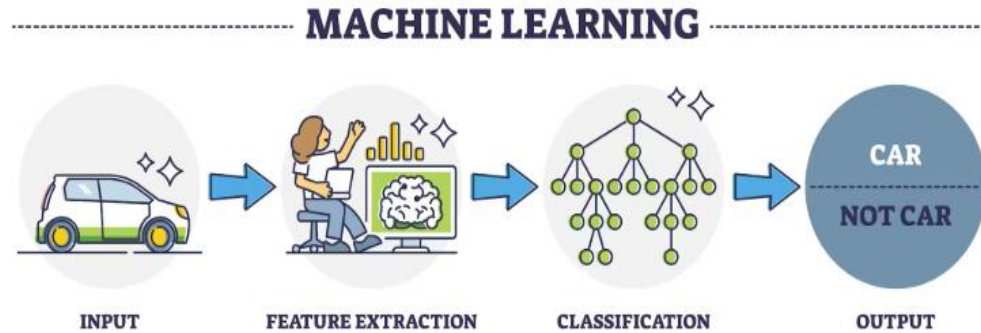 MACHINE LEARNING
CAR
NOT CAR
INPUT
FEATURE EXTRACTION
CLASSIFICATION
OUTPUT